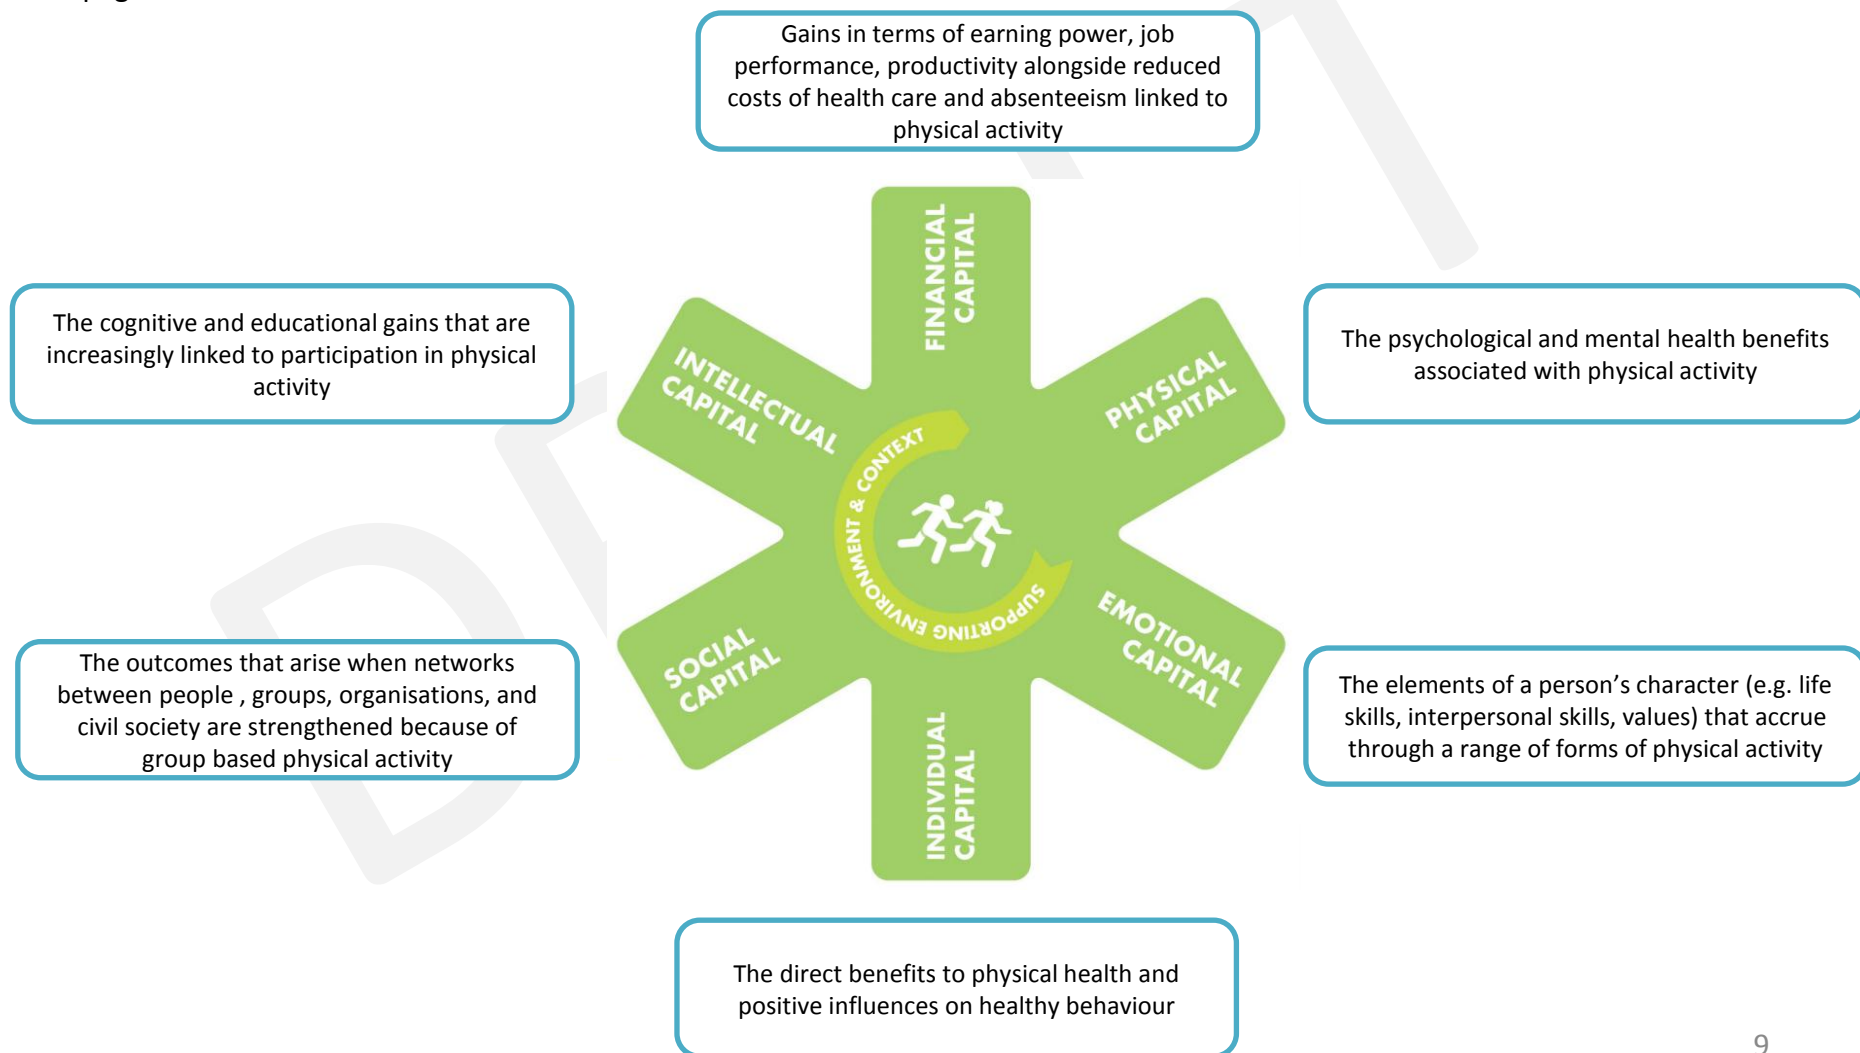 Gains in terms of earning power, job
performance, productivity alongside reduced
costs of health care and absenteeism linked to
physical activity
FINANCIAL
CAPITAL
The cognitive and educational gains that are
increasingly linked to participation in physical
activity
INTELLECTUAL
CAPITAL
PHYSICAL
CAPITAL
The psychological and mental health benefits
associated with physical activity
SUPPORTING ENVIRONMENT & CONTEXT
The outcomes that arise when networks
between people , groups, organisations, and
civil society are strengthened because of
group based physical activity
SOCIAL
CAPITAL
EMOTIONAL
CAPITAL
The elements of a person’s character (e.g. life
skills, interpersonal skills, values) that accrue
through a range of forms of physical activity
INDIVIDUAL
CAPITAL
The direct benefits to physical health and
positive influences on healthy behaviour
9